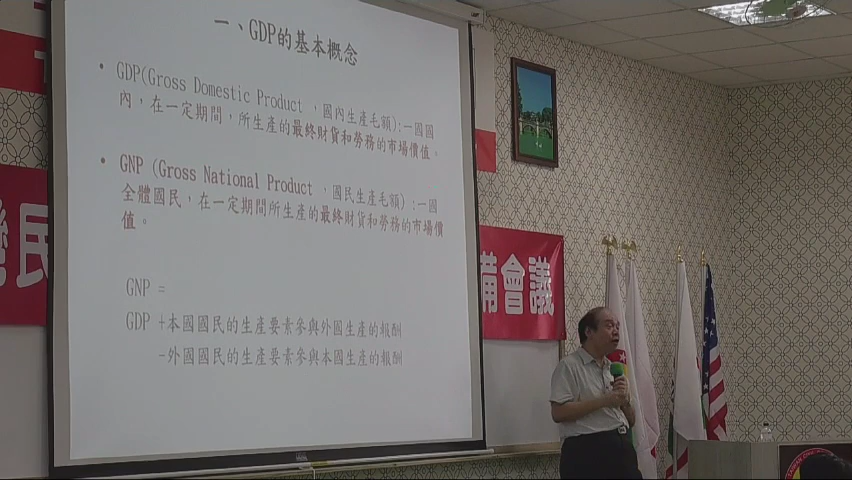 一、GDP的基本概念
• GDP(Gross Domestic Product ，國內生產毛額):一國國
內，在一定期間，所生產的最終財貨和勞務的市場價值。
• GNP (Gross National Product ，國民生產毛額):一國
全體國民，在一定期間所生產的最終財貨和勞務的市場價
值。
GNP =
GDP +本國國民的生產要素參與外國生產的報酬
-外國國民的生產要素參與本國生產的報酬
民
備會議